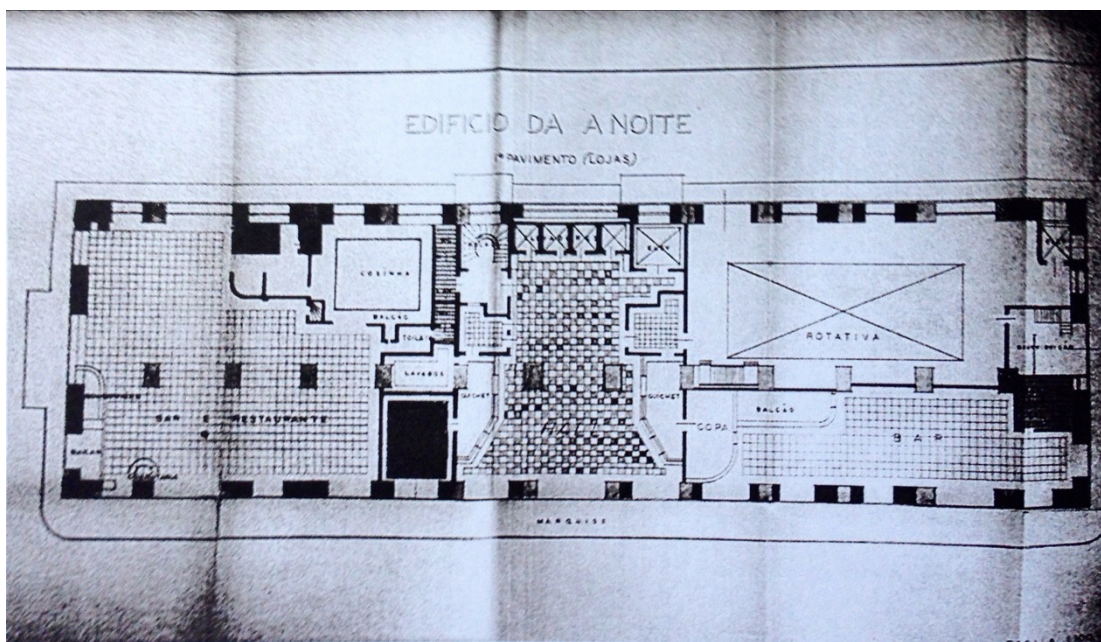 EDIFICIO DA A NOITE
1º PAVIMENTO (LOJAS)
COSINHA
BALCÃO
TOILET
LAVABOS
ROTATIVA
GUICHET
GUICHET
BAR E RESTAURANTE
HALL
COPA
BALCÃO
BAR
MARQUISE